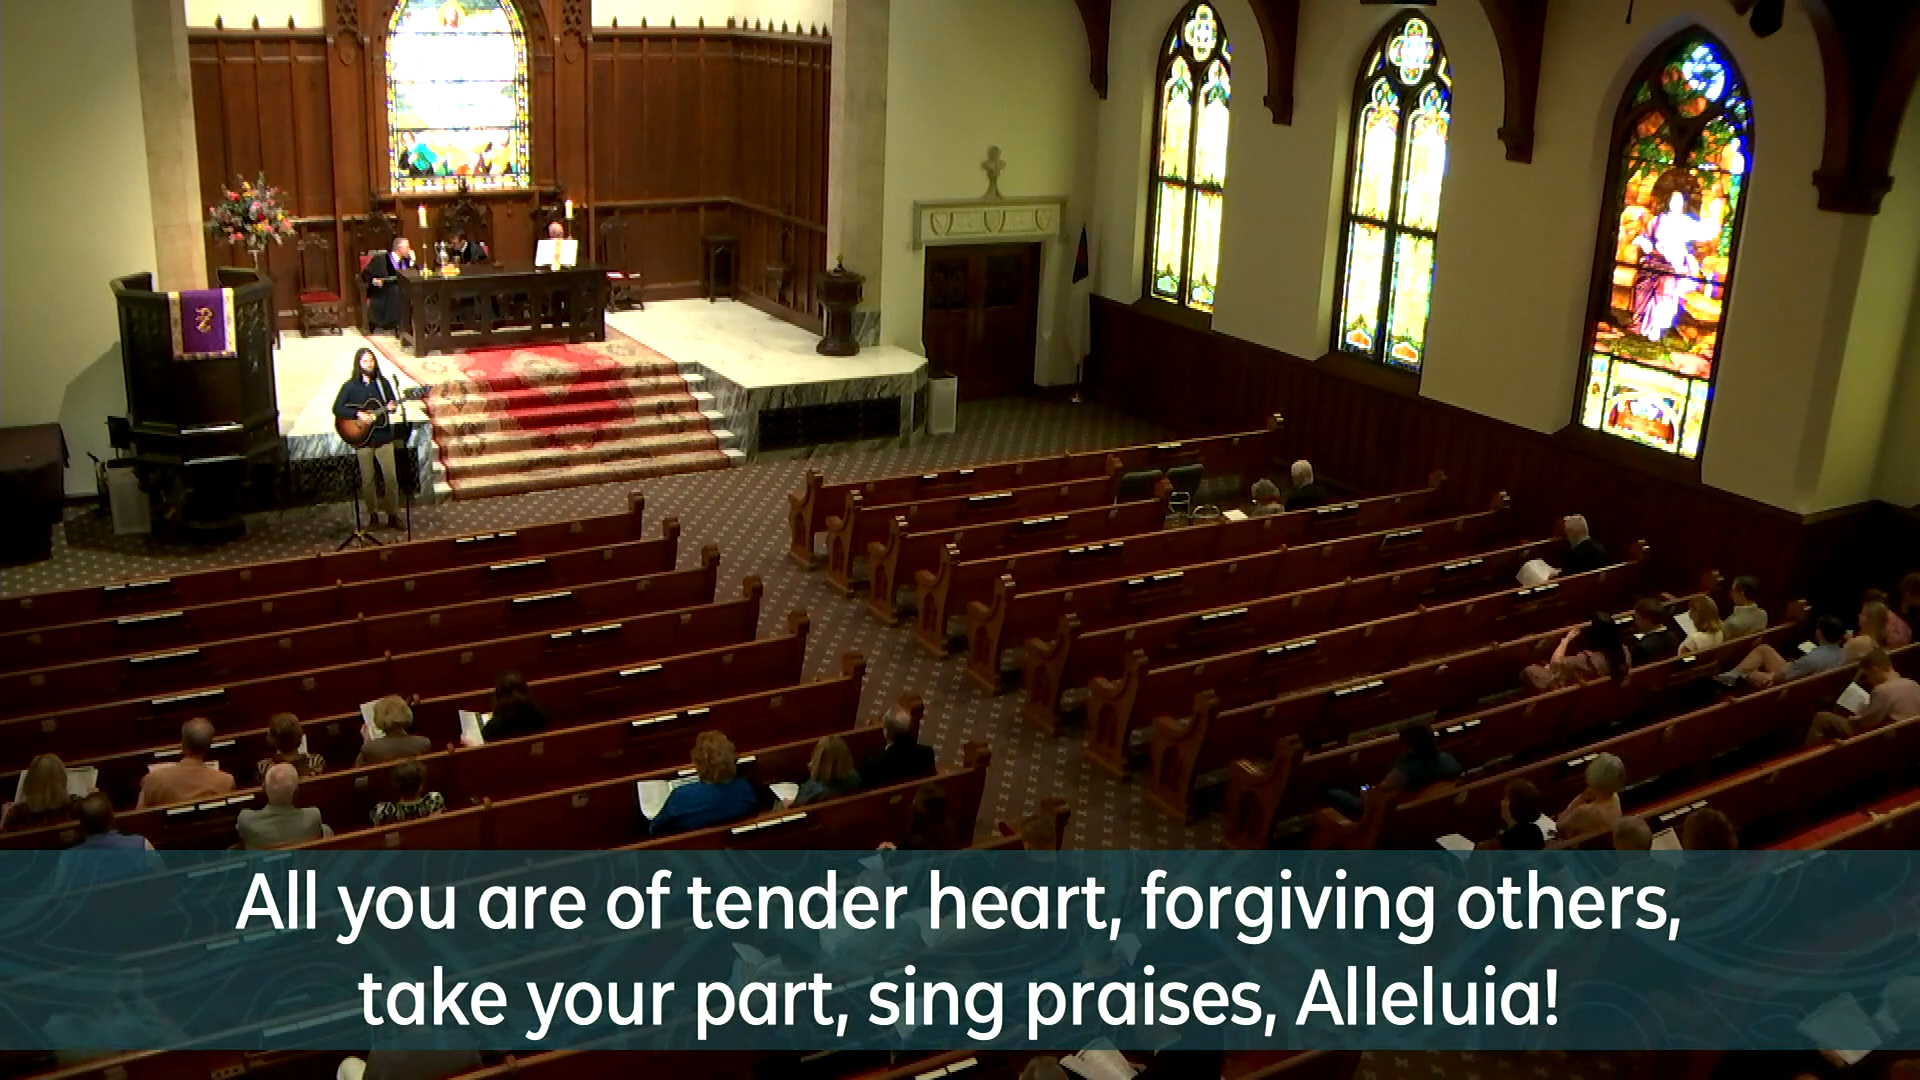 All you are of tender heart, forgiving others,
take your part, sing praises, Alleluia!